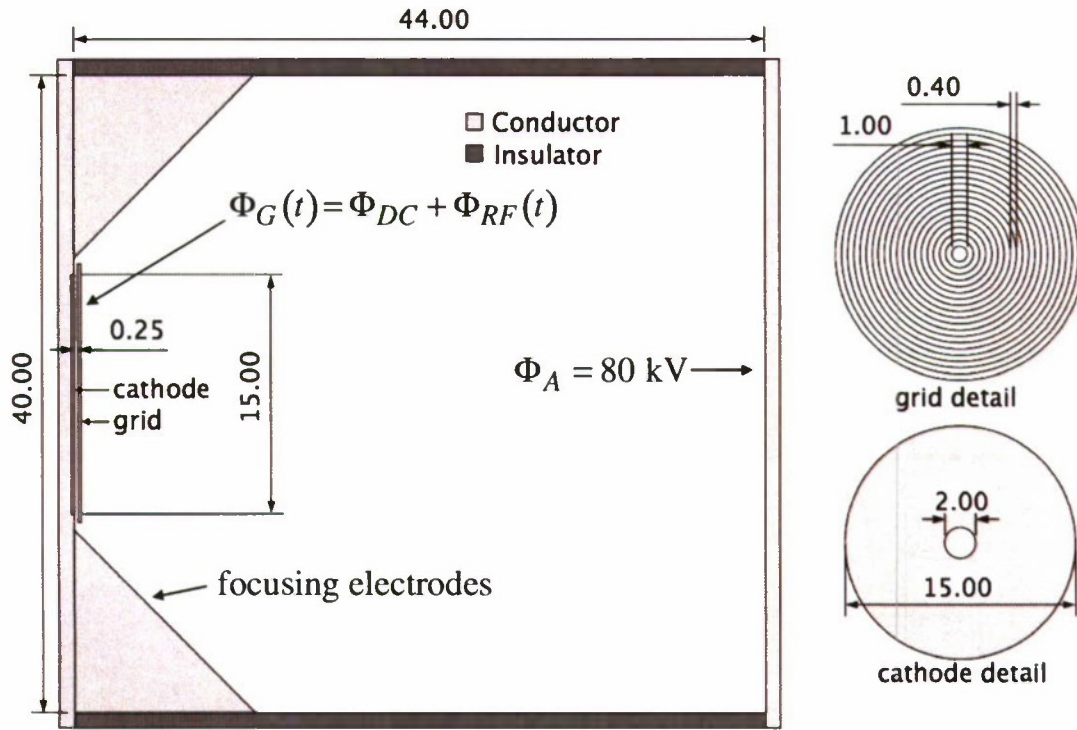 44.00
0.40
Conductor
1.00
Insulator
Φ_G(t)=Φ_DC + Φ_RF(t)
0.25
40.00
15.00
Φ_A = 80 kV
cathode
grid
grid detail
2.00
focusing electrodes
15.00
cathode detail